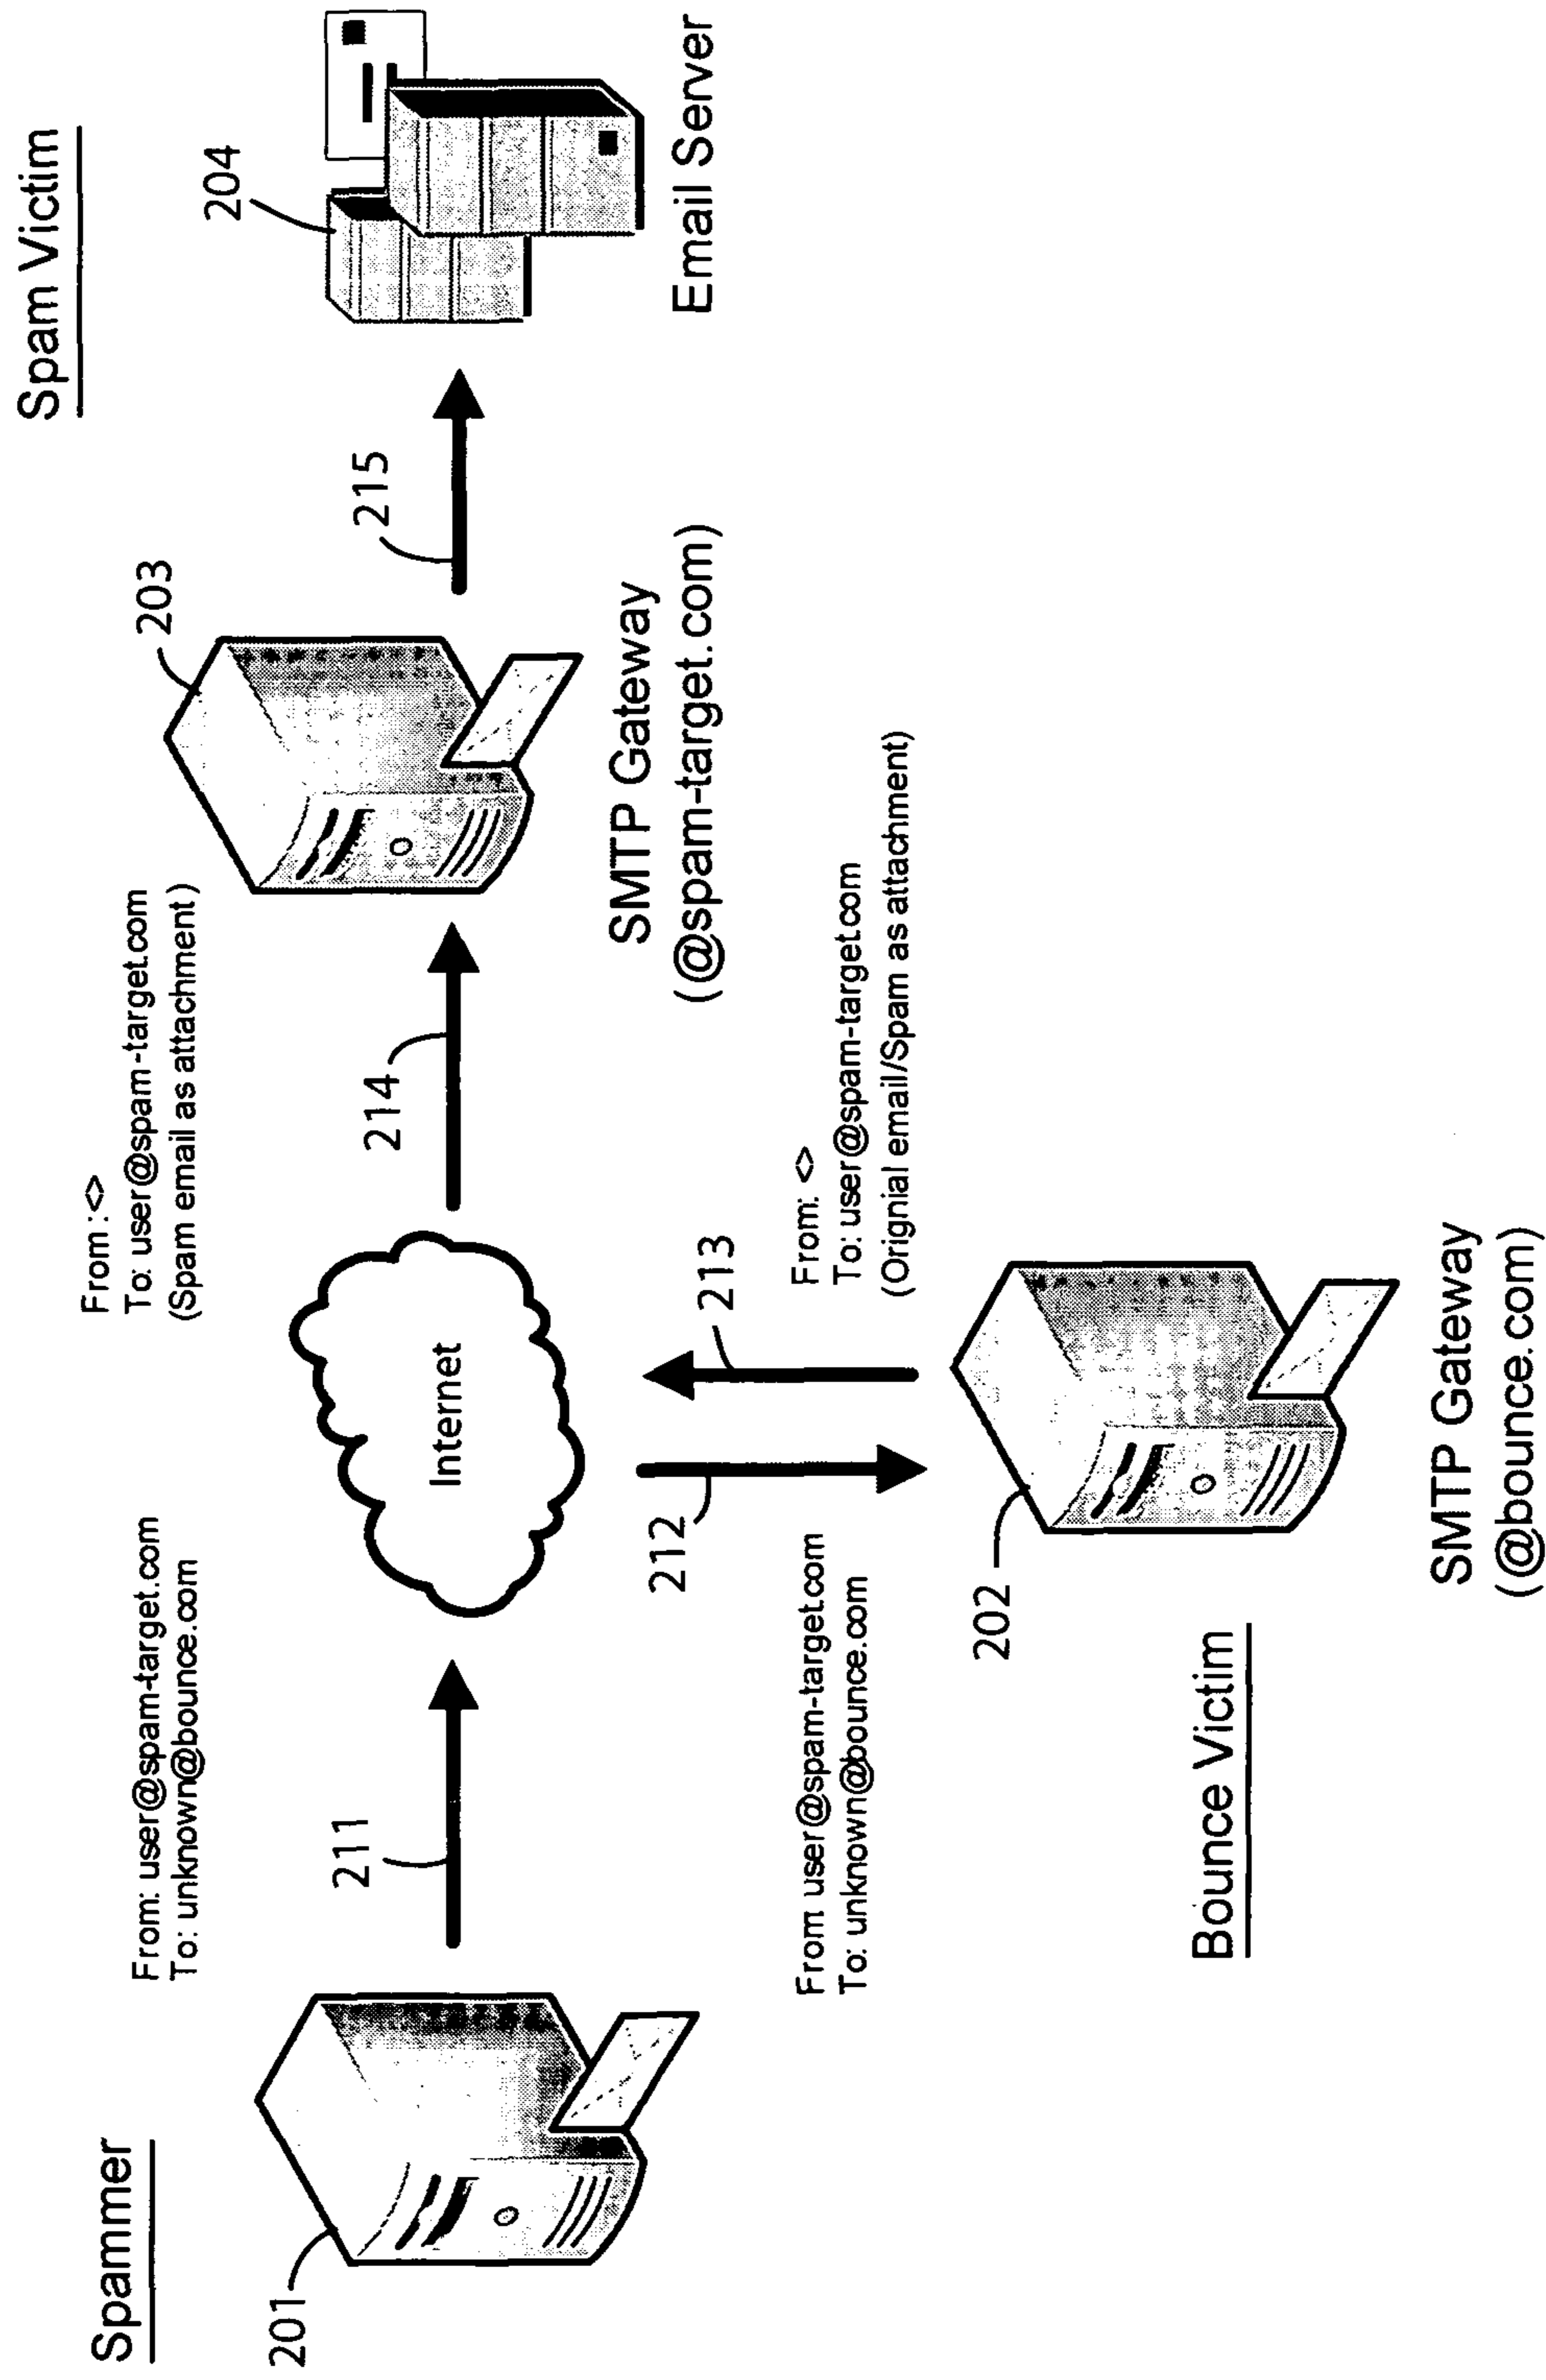 Spammer
201
From: user@spam-target.com
To: unknown@bounce.com
211
Internet
From user@spam-target.com
To: unknown@bounce.com
212
202
Bounce Victim
SMTP Gateway
(@bounce.com)
213
From: <>
To: user@spam-target.com
(Orignial email/Spam as attachment)
From :<>
To: user@spam-target.com
(Spam email as attachment)
214
203
SMTP Gateway
(@spam-target.com)
215
Spam Victim
204
Email Server